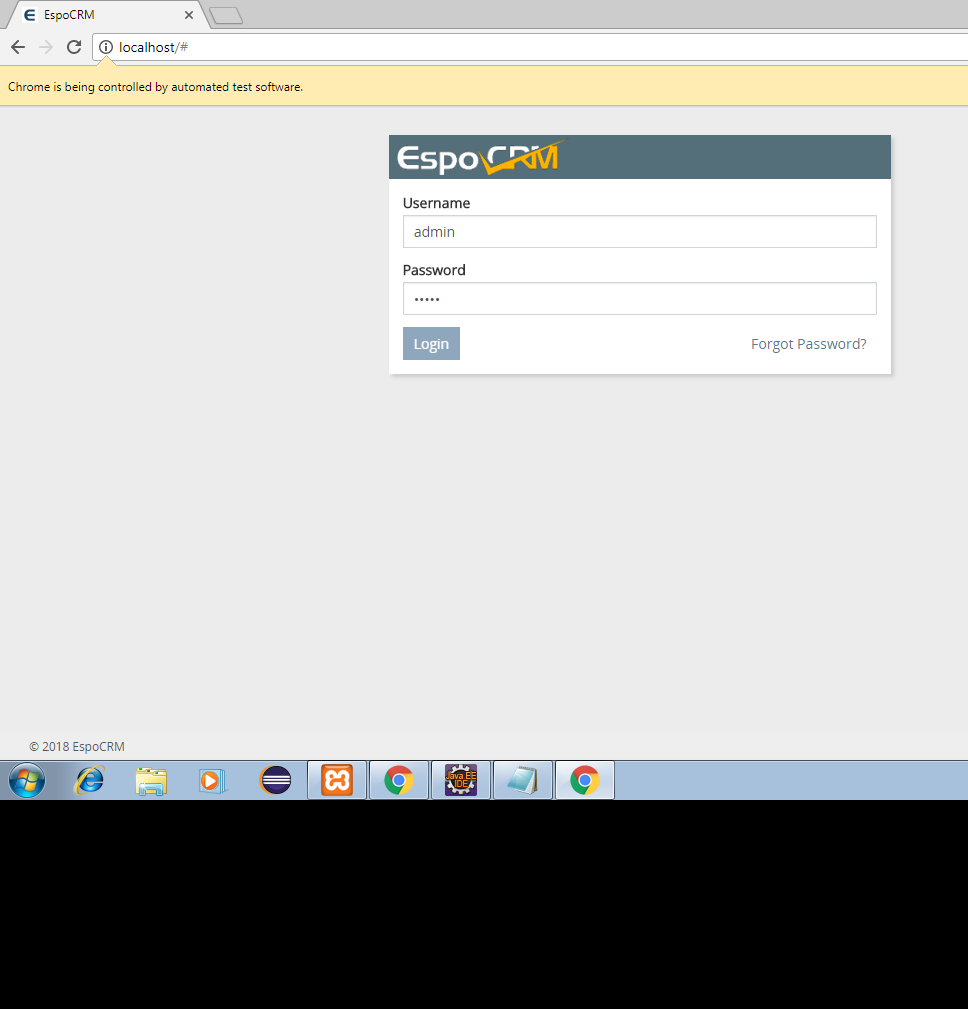 EspoCRM
localhost/#
Chrome is being controlled by automated test software.
EspoCRM
Username
admin
Password
•••••
Login Forgot Password?
© 2018 EspoCRM
Java EE
IDE